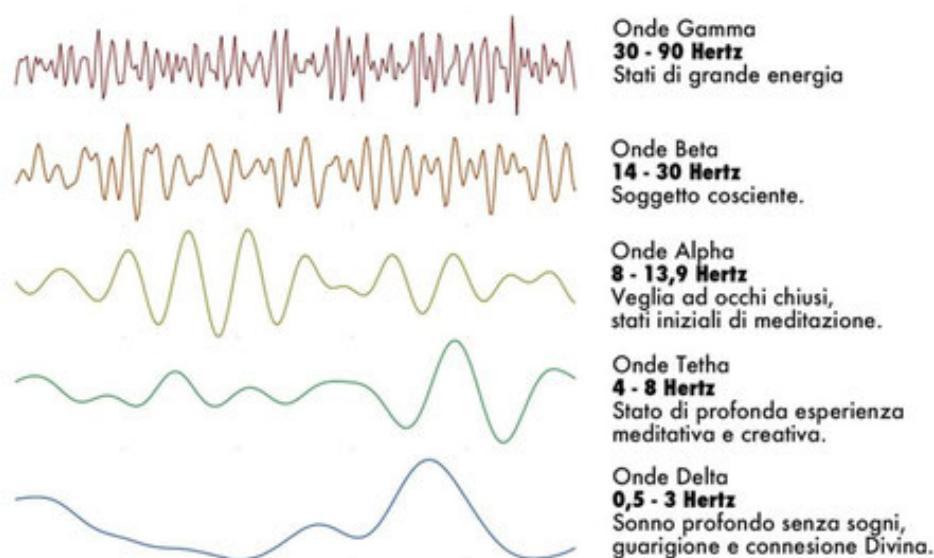 Onde Gamma
30 - 90 Hertz
Stati di grande energia
Onde Beta
14 - 30 Hertz
Soggetto cosciente.
Onde Alpha
8 - 13,9 Hertz
Veglia ad occhi chiusi,
stati iniziali di meditazione.
Onde Tetha
4 - 8 Hertz
Stato di profonda esperienza
meditativa e creativa.
Onde Delta
0,5 - 3 Hertz
Sonno profondo senza sogni,
guarigione e connesione Divina.